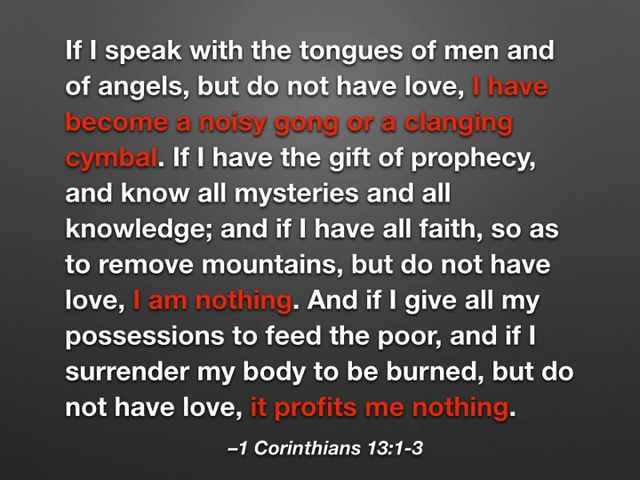 If I speak with the tongues of men and
of angels, but do not have love, I have
become a noisy gong or a clanging
cymbal. If I have the gift of prophecy,
and know all mysteries and all
knowledge; and if I have all faith, so as
to remove mountains, but do not have
love, I am nothing. And if I give all my
possessions to feed the poor, and if I
surrender my body to be burned, but do
not have love, it profits me nothing.
–1 Corinthians 13:1-3